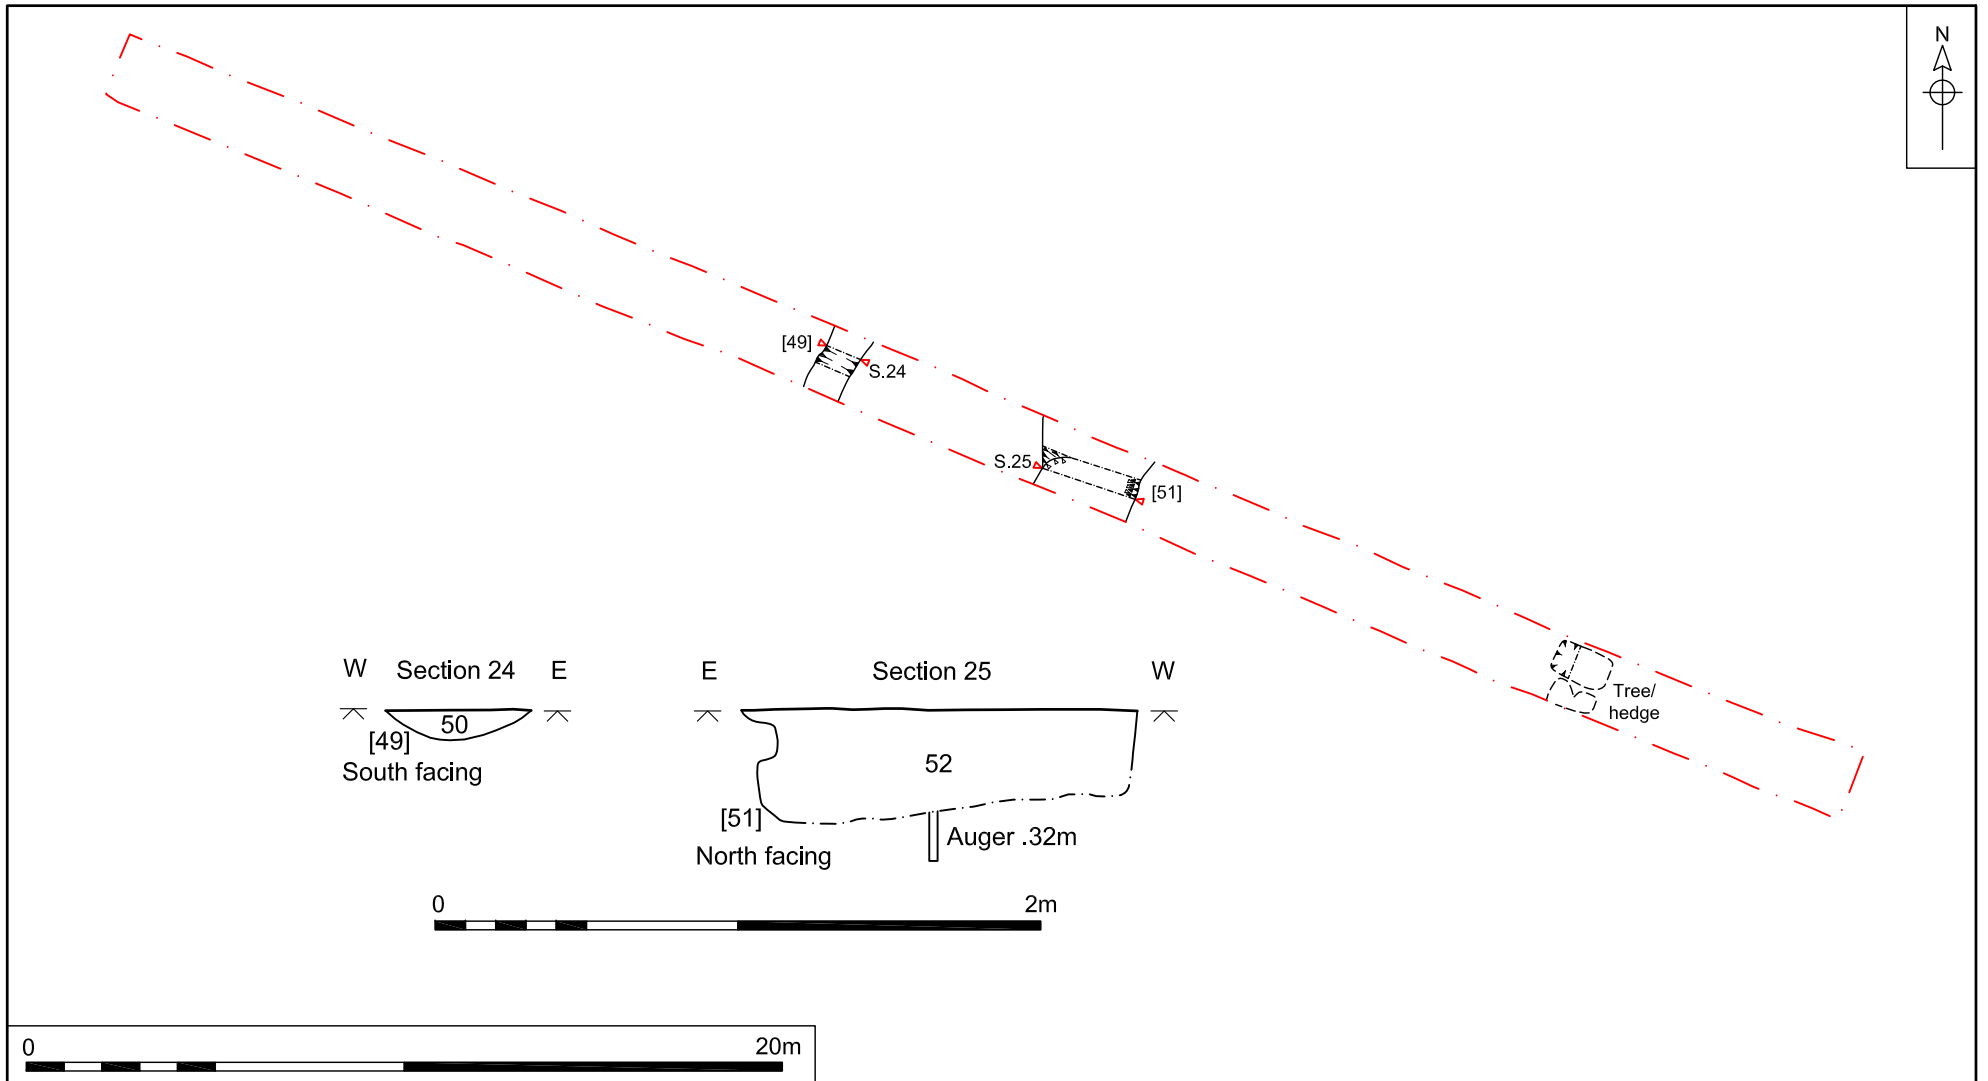 N
[49]
S.24
S.25
[51]
Tree/
hedge
W Section 24 E
50
[49]
South facing
E Section 25 W
52
[51]
Auger .32m
North facing
0 2m
0 20m